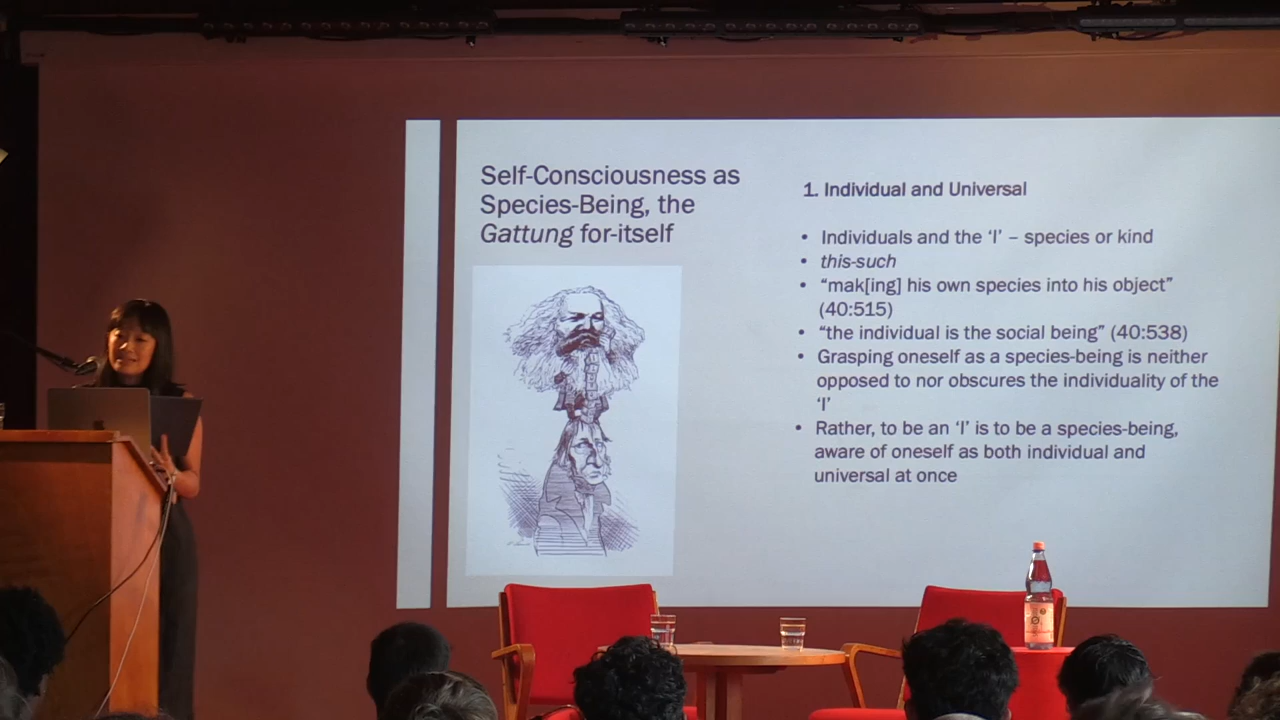 Self-Consciousness as
Species-Being, the
Gattung for-itself
1. Individual and Universal
• Individuals and the ‘I’ – species or kind
• this-such
• “mak[ing] his own species into his object”
(40:515)
• “the individual is the social being” (40:538)
• Grasping oneself as a species-being is neither
opposed to nor obscures the individuality of the
‘I’
• Rather, to be an ‘I’ is to be a species-being,
aware of oneself as both individual and
universal at once